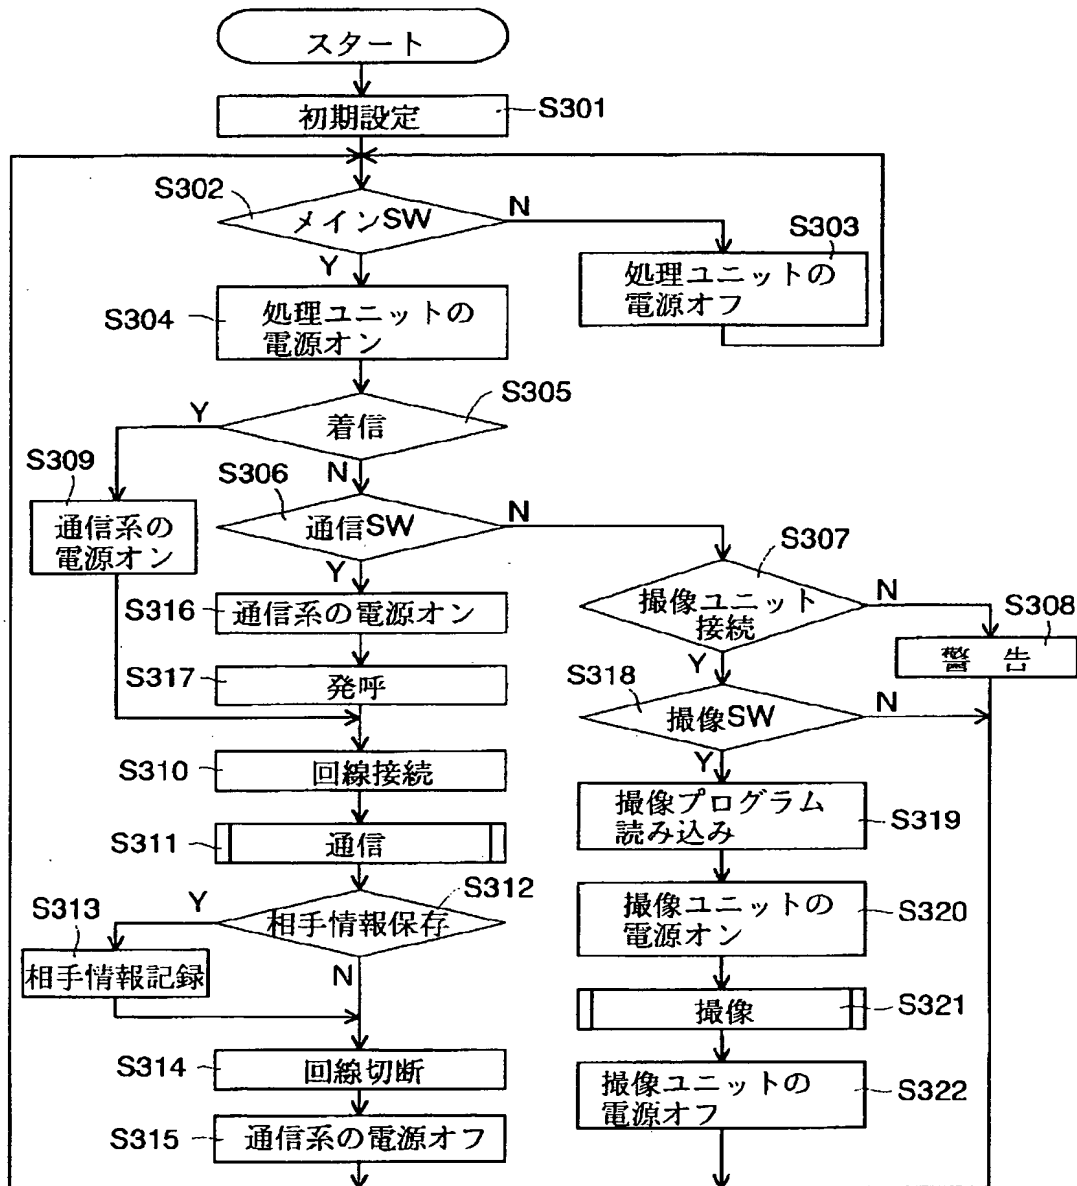 スタート
初期設定
S301
S302
メインSW
N
Y
S303
処理ユニットの
電源オフ
S304
処理ユニットの
電源オン
S305
着信
Y
N
S309
通信系の
電源オン
S306
通信SW
N
Y
S307
撮像ユニット
接続
N
Y
S308
警告
S316
通信系の電源オン
S317
発呼
S318
撮像SW
N
Y
S310
回線接続
S319
撮像プログラム
読み込み
S311
通信
S312
相手情報保存
Y
N
S313
相手情報記録
S320
撮像ユニットの
電源オン
S321
撮像
S314
回線切断
S322
撮像ユニットの
電源オフ
S315
通信系の電源オフ